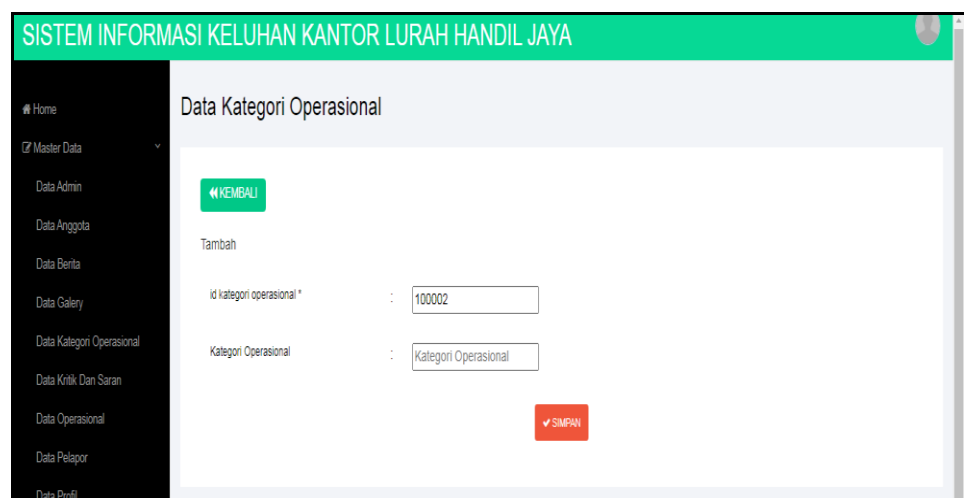 SISTEM INFORMASI KELUHAN KANTOR LURAH HANDIL JAYA
Home
Master Data
Data Admin
Data Anggota
Data Berita
Data Galery
Data Kategori Operasional
Data Kritik Dan Saran
Data Operasional
Data Pelapor
Data Profil
Data Kategori Operasional
KEMBALI
Tambah
id kategori operasional * : 100002
Kategori Operasional : Kategori Operasional
SIMPAN